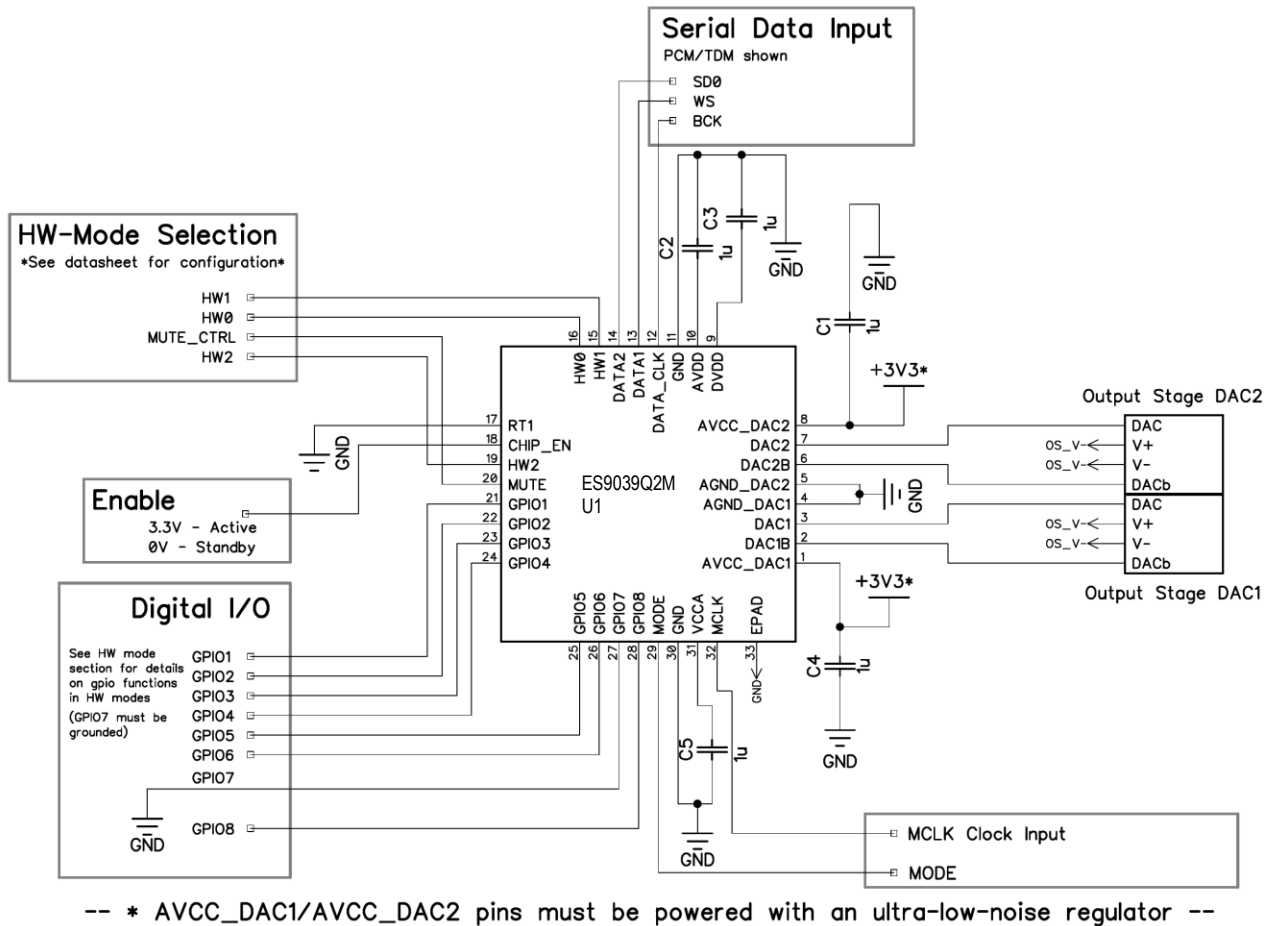 Serial Data Input
PCM/TDM shown
SD0
WS
BCK
HW-Mode Selection
*See datasheet for configuration*
HW1
HW0
MUTE_CTRL
HW2
C2
1u
C3
1u
GND
GND
C1
1u
+3V3*
16
15
14
13
12
11
10
9
HW0
HW1
DATA2
DATA1
DATA_CLK
GND
AVDD
DVDD
Output Stage DAC2
DAC
V+
V-
DACb
DAC
V+
V-
DACb
Output Stage DAC1
OS_V-
OS_V-
OS_V-
OS_V-
17
RT1
18
CHIP_EN
19
HW2
20
MUTE
21
GPIO1
22
GPIO2
23
GPIO3
24
GPIO4
GND
ES9039Q2M
U1
AVCC_DAC2
8
DAC2
7
DAC2B
6
AGND_DAC2
5
AGND_DAC1
4
DAC1
3
DAC1B
2
AVCC_DAC1
1
GND
Enable
3.3V - Active
0V - Standby
GPIO5
GPIO6
GPIO7
GPIO8
MODE
GND
VCCA
MCLK
EPAD
25
26
27
28
29
30
31
32
33
GND
+3V3*
C4
1u
GND
C5
1u
GND
Digital I/O
See HW mode
section for details
on gpio functions
in HW modes
(GPIO7 must be
grounded)
GPIO1
GPIO2
GPIO3
GPIO4
GPIO5
GPIO6
GPIO7
GPIO8
GND
MCLK Clock Input
MODE
-- * AVCC_DAC1/AVCC_DAC2 pins must be powered with an ultra-low-noise regulator --